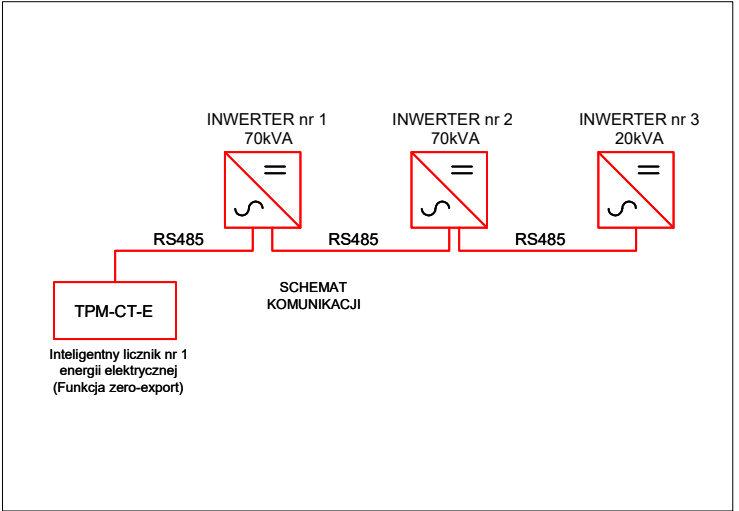 INWERTER nr 1
70kVA
INWERTER nr 2
70kVA
INWERTER nr 3
20kVA
RS485
RS485
RS485
SCHEMAT
KOMUNIKACJI
TPM-CT-E
Inteligentny licznik nr 1
energii elektrycznej
(Funkcja zero-export)